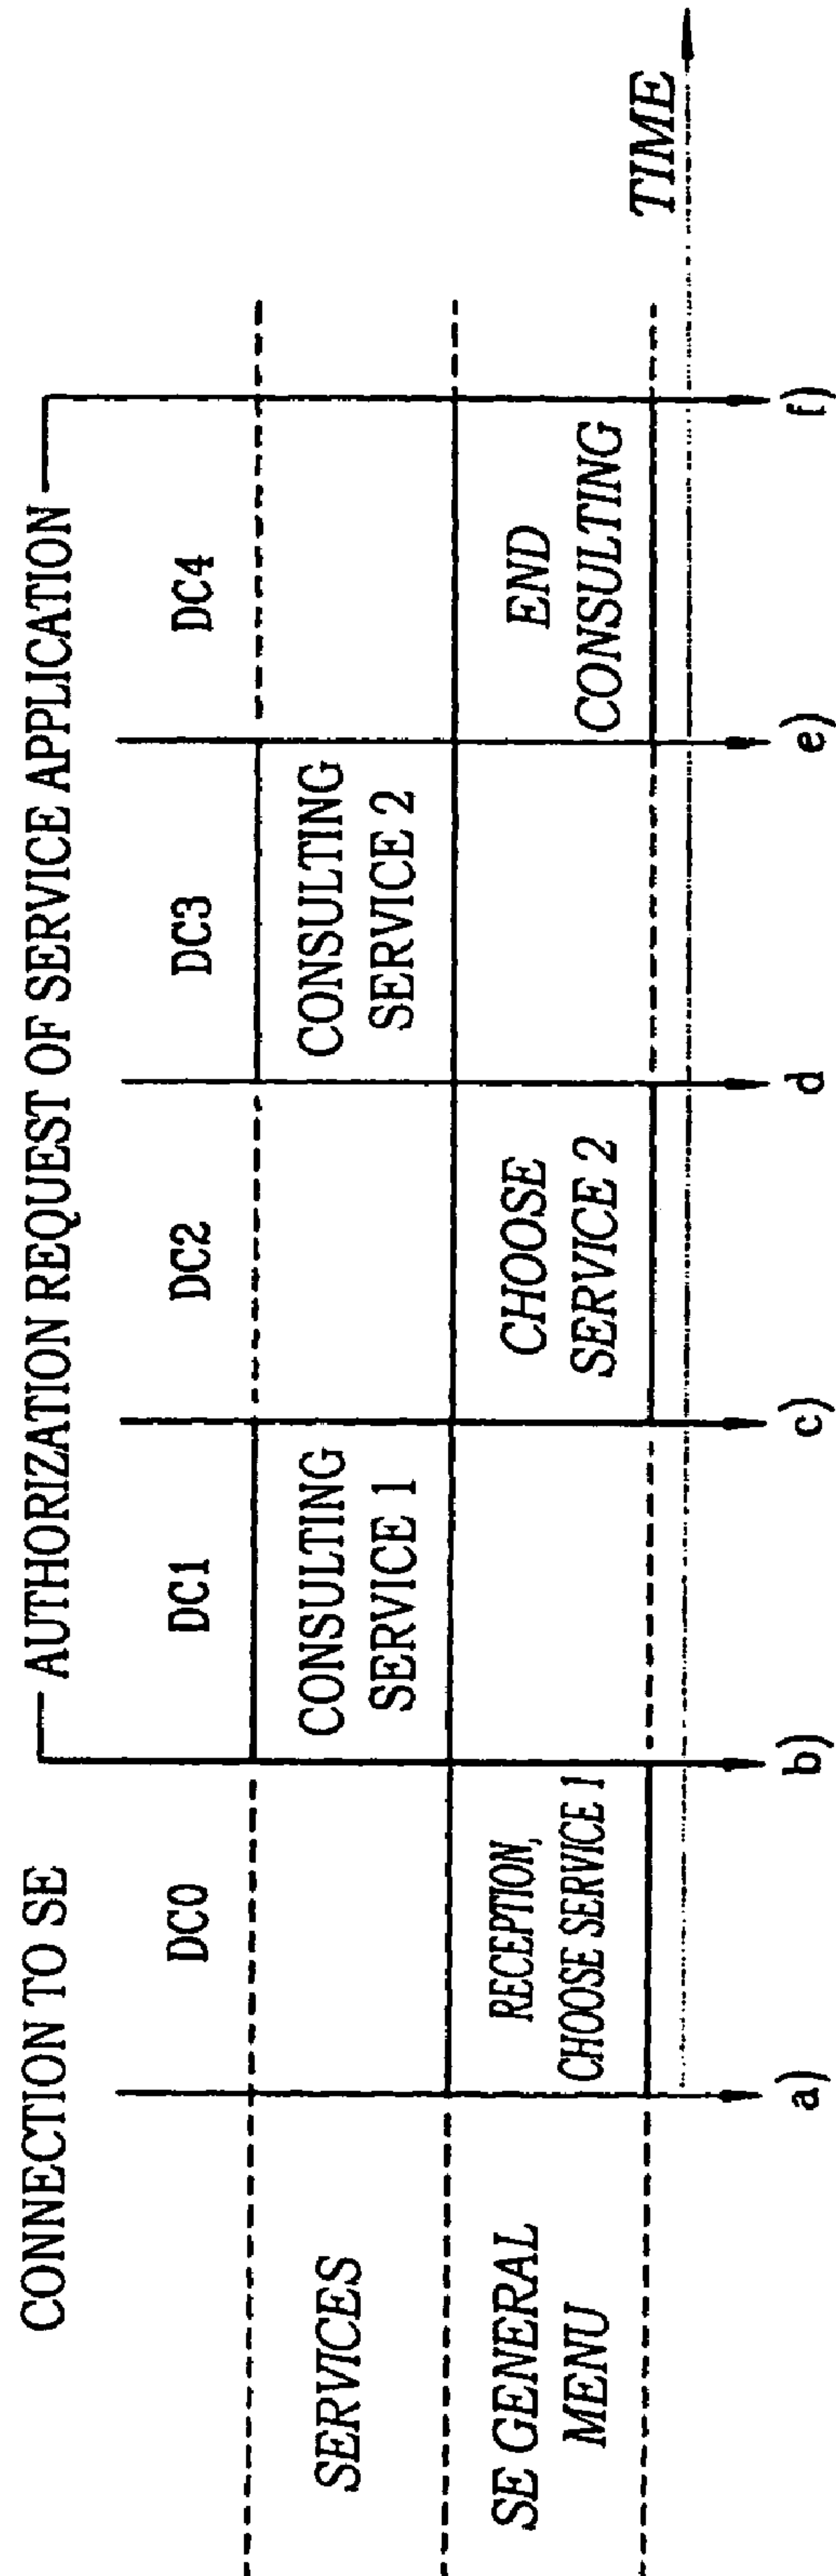 CONNECTION TO SE
AUTHORIZATION REQUEST OF SERVICE APPLICATION
DC0
DC1
DC2
DC3
DC4
SERVICES
CONSULTING
SERVICE 1
CONSULTING
SERVICE 2
SE GENERAL
MENU
RECEPTION,
CHOOSE SERVICE 1
CHOOSE
SERVICE 2
END
CONSULTING
TIME
a)
b)
c)
d
e)
f)